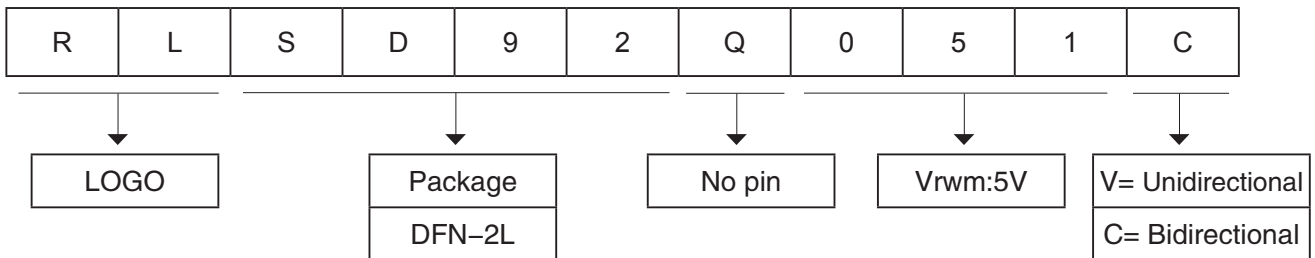 R L S D 9 2 Q 0 5 1 C
LOGO Package No pin Vrwm:5V V= Unidirectional
DFN−2L C= Bidirectional